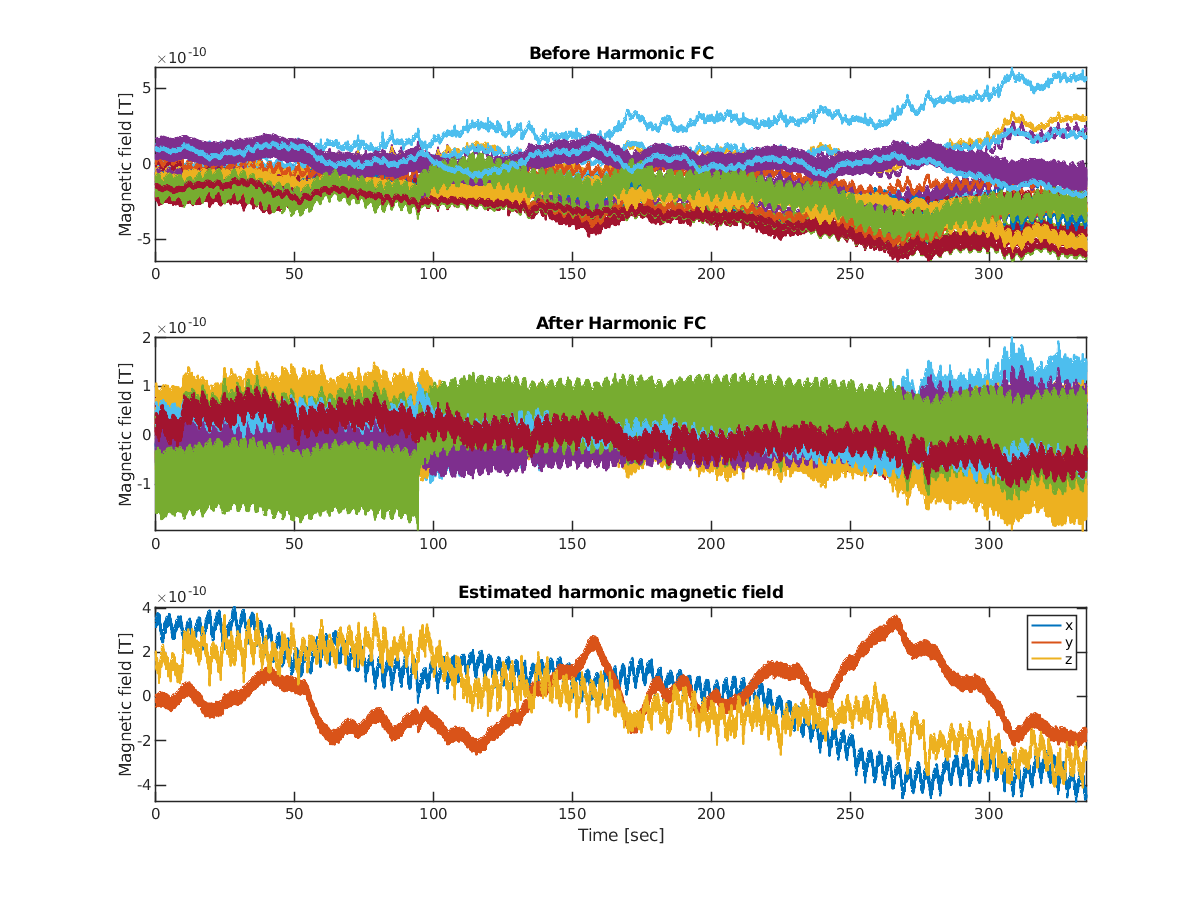 Before Harmonic FC
×10-10
Magnetic field [T]
5
0
-5
0 50 100 150 200 250 300
After Harmonic FC
×10-10
Magnetic field [T]
2
1
0
-1
0 50 100 150 200 250 300
Estimated harmonic magnetic field
×10-10
Magnetic field [T]
4
2
0
-2
-4
x
y
z
0 50 100 150 200 250 300
Time [sec]